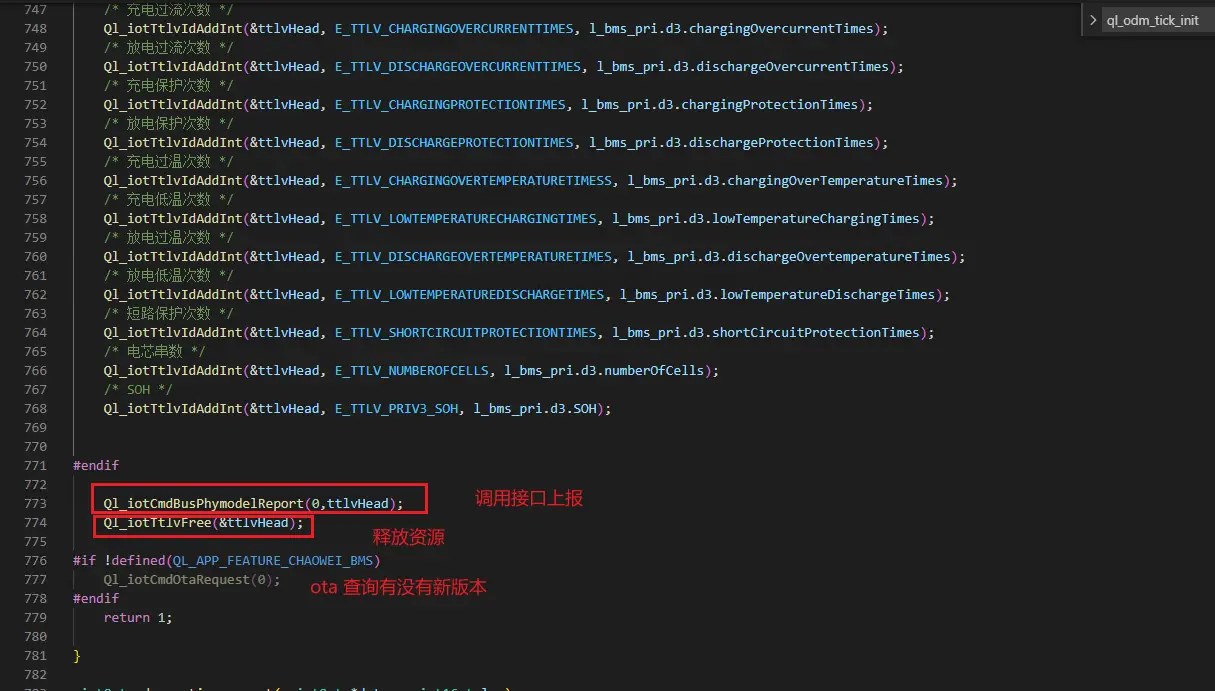 747 /* 充电过流次数 */
ql_odm_tick_init
748 Ql_iotTtlvIdAddInt(&ttlvHead, E_TTLV_CHARGINGOVERCURRENTTIMES, l_bms_pri.d3.chargingOvercurrentTimes);
749 /* 放电过流次数 */
750 Ql_iotTtlvIdAddInt(&ttlvHead, E_TTLV_DISCHARGEOVERCURRENTTIMES, l_bms_pri.d3.dischargeOvercurrentTimes);
751 /* 充电保护次数 */
752 Ql_iotTtlvIdAddInt(&ttlvHead, E_TTLV_CHARGINGPROTECTIONTIMES, l_bms_pri.d3.chargingProtectionTimes);
753 /* 放电保护次数 */
754 Ql_iotTtlvIdAddInt(&ttlvHead, E_TTLV_DISCHARGEPROTECTIONTIMES, l_bms_pri.d3.dischargeProtectionTimes);
755 /* 充电过温次数 */
756 Ql_iotTtlvIdAddInt(&ttlvHead, E_TTLV_CHARGINGOVERTEMPERATURETIMESS, l_bms_pri.d3.chargingOverTemperatureTimes);
757 /* 充电低温次数 */
758 Ql_iotTtlvIdAddInt(&ttlvHead, E_TTLV_LOWTEMPERATURECHARGINGTIMES, l_bms_pri.d3.lowTemperatureChargingTimes);
759 /* 放电过温次数 */
760 Ql_iotTtlvIdAddInt(&ttlvHead, E_TTLV_DISCHARGEOVERTEMPERATURETIMES, l_bms_pri.d3.dischargeOvertemperatureTimes);
761 /* 放电低温次数 */
762 Ql_iotTtlvIdAddInt(&ttlvHead, E_TTLV_LOWTEMPERATUREDISCHARGETIMES, l_bms_pri.d3.lowTemperatureDischargeTimes);
763 /* 短路保护次数 */
764 Ql_iotTtlvIdAddInt(&ttlvHead, E_TTLV_SHORTCIRCUITPROTECTIONTIMES, l_bms_pri.d3.shortCircuitProtectionTimes);
765 /* 电芯串数 */
766 Ql_iotTtlvIdAddInt(&ttlvHead, E_TTLV_NUMBEROFCELLS, l_bms_pri.d3.numberOfCells);
767 /* SOH */
768 Ql_iotTtlvIdAddInt(&ttlvHead, E_TTLV_PRIV3_SOH, l_bms_pri.d3.SOH);
769
770
771 #endif
772
773 Ql_iotCmdBusPhymodelReport(0,ttlvHead); 调用接口上报
774 Ql_iotTtlvFree(&ttlvHead);
775 释放资源
776 #if !defined(QL_APP_FEATURE_CHAOWEI_BMS)
777 Ql_iotCmdOtaRequest(0); ota 查询有没有新版本
778 #endif
779 return 1;
780
781 }
782